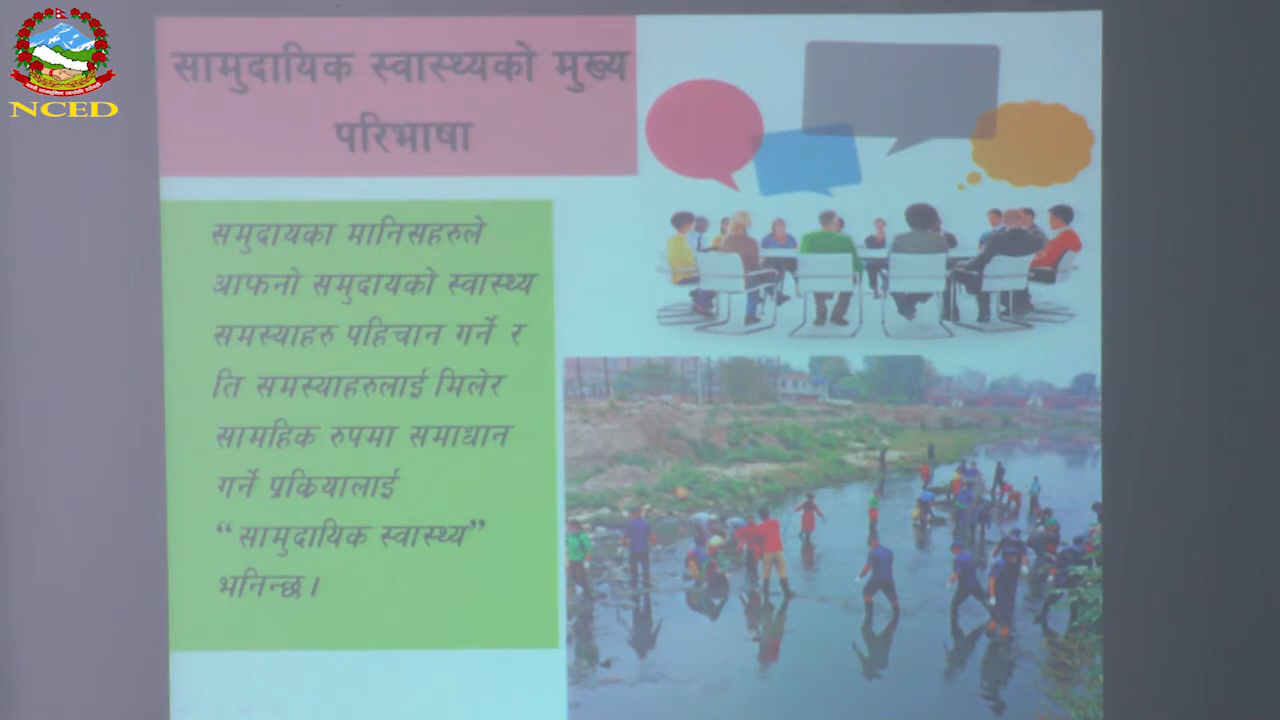 NCED
सामुदायिक स्वास्थ्यको मुख्य
परिभाषा
समुदायका मानिसहरुले
आफनो समुदायको स्वास्थ्य
समस्याहरु पहिचान गर्ने र
ति समस्याहरुलाई मिलेर
सामहिक रुपमा समाधान
गर्ने प्रकियालाई
“सामुदायिक स्वास्थ्य”
भनिन्छ।